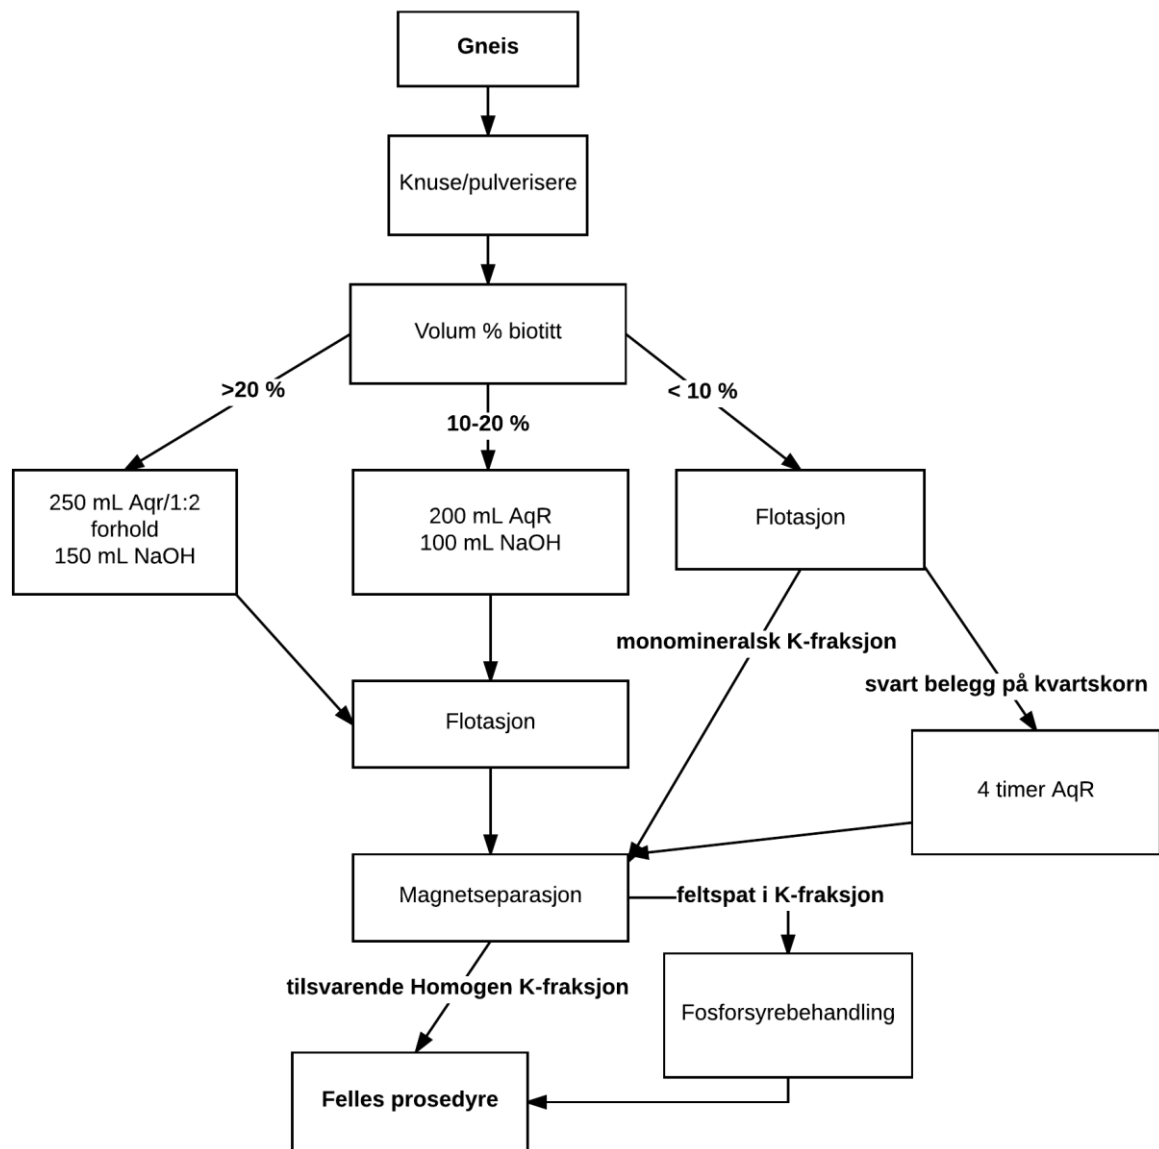 Gneis
Knuse/pulverisere
Volum % biotitt
>20 %
10-20 %
< 10 %
250 mL Aqr/1:2
forhold
150 mL NaOH
200 mL AqR
100 mL NaOH
Flotasjon
monomineralsk K-fraksjon
svart belegg på kvartskorn
Flotasjon
4 timer AqR
Magnetseparasjon
feltspat i K-fraksjon
tilsvarende Homogen K-fraksjon
Fosforsyrebehandling
Felles prosedyre